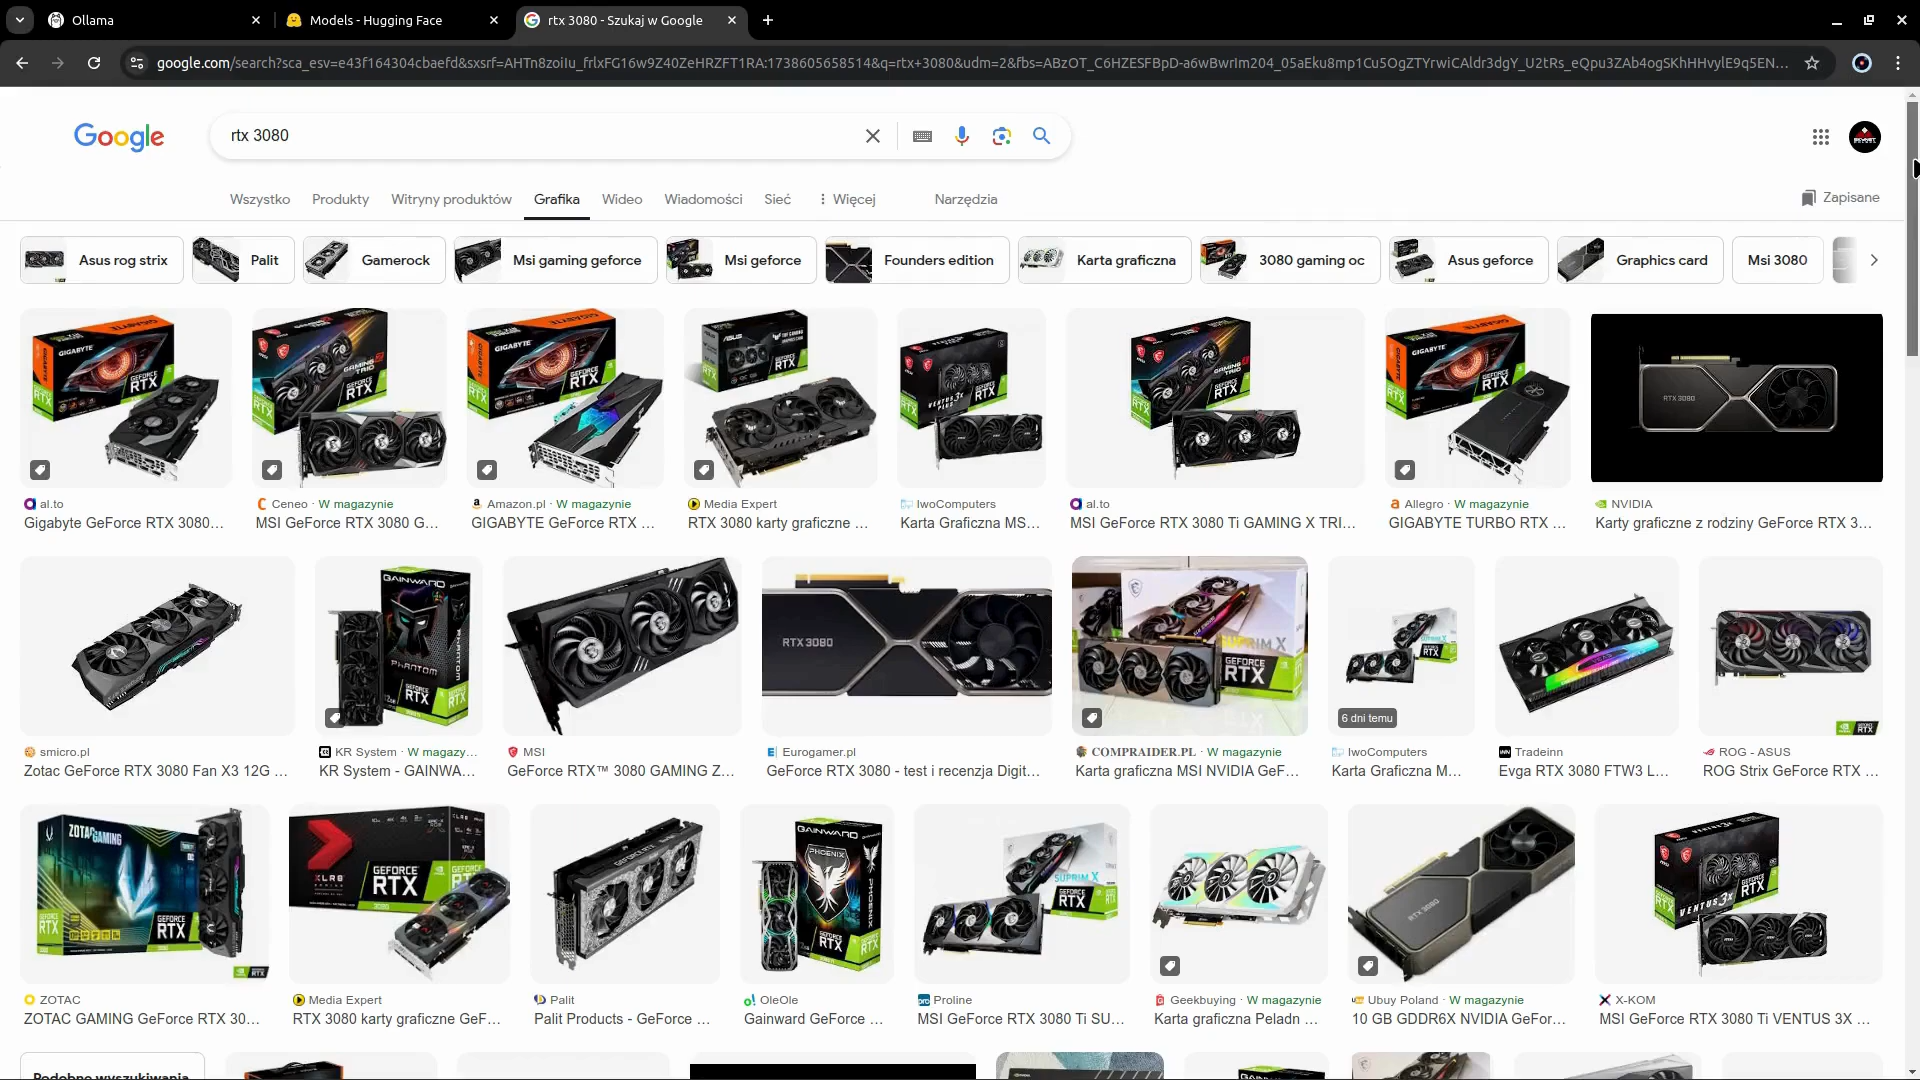 Ollama
Models - Hugging Face
rtx 3080 - Szukaj w Google
google.com/search?sca_esv=e43f164304cbaefd&sxsrf=AHTn8zoiIu_frlxFG16w9Z40ZeHRZFT1RA:1738605658514&q=rtx+3080&udm=2&fbs=ABzOT_C6HZESFBpD-a6wBwrIm204_05aEku8mp1Cu5OgZTYrwiCAldr3dgY_U2tRs_eQpu3ZAb4ogSKhHHvylE9q5EN...
Google
rtx 3080
Wszystko Produkty Witryny produktów Grafika Wideo Wiadomości Sieć Więcej Narzędzia
Zapisane
Asus rog strix Palit Gamerock Msi gaming geforce Msi geforce Founders edition Karta graficzna 3080 gaming oc Asus geforce Graphics card Msi 3080
al.to Ceneo · W magazynie Amazon.pl · W magazynie Media Expert IwoComputers al.to Allegro · W magazynie NVIDIA
Gigabyte GeForce RTX 3080... MSI GeForce RTX 3080 G... GIGABYTE GeForce RTX ... RTX 3080 karty graficzne ... Karta Graficzna MS... MSI GeForce RTX 3080 Ti GAMING X TRI... GIGABYTE TURBO RTX ... Karty graficzne z rodziny GeForce RTX 3...
RTX 3080
6 dni temu
smicro.pl KR System · W magazy... MSI Eurogamer.pl COMPRAIDER.PL · W magazynie IwoComputers Tradeinn ROG - ASUS
Zotac GeForce RTX 3080 Fan X3 12G ... KR System - GAINWA... GeForce RTX™ 3080 GAMING Z... GeForce RTX 3080 - test i recenzja Digit... Karta graficzna MSI NVIDIA GeF... Karta Graficzna M... Evga RTX 3080 FTW3 L... ROG Strix GeForce RTX ...
ZOTAC Media Expert Palit OleOle Proline Geekbuying · W magazynie Ubuy Poland · W magazynie X-KOM
ZOTAC GAMING GeForce RTX 30... RTX 3080 karty graficzne GeF... Palit Products - GeForce ... Gainward GeForce ... MSI GeForce RTX 3080 Ti SU... Karta graficzna Peladn ... 10 GB GDDR6X NVIDIA GeFor... MSI GeForce RTX 3080 Ti VENTUS 3X ...
Podobne wyszukiwania